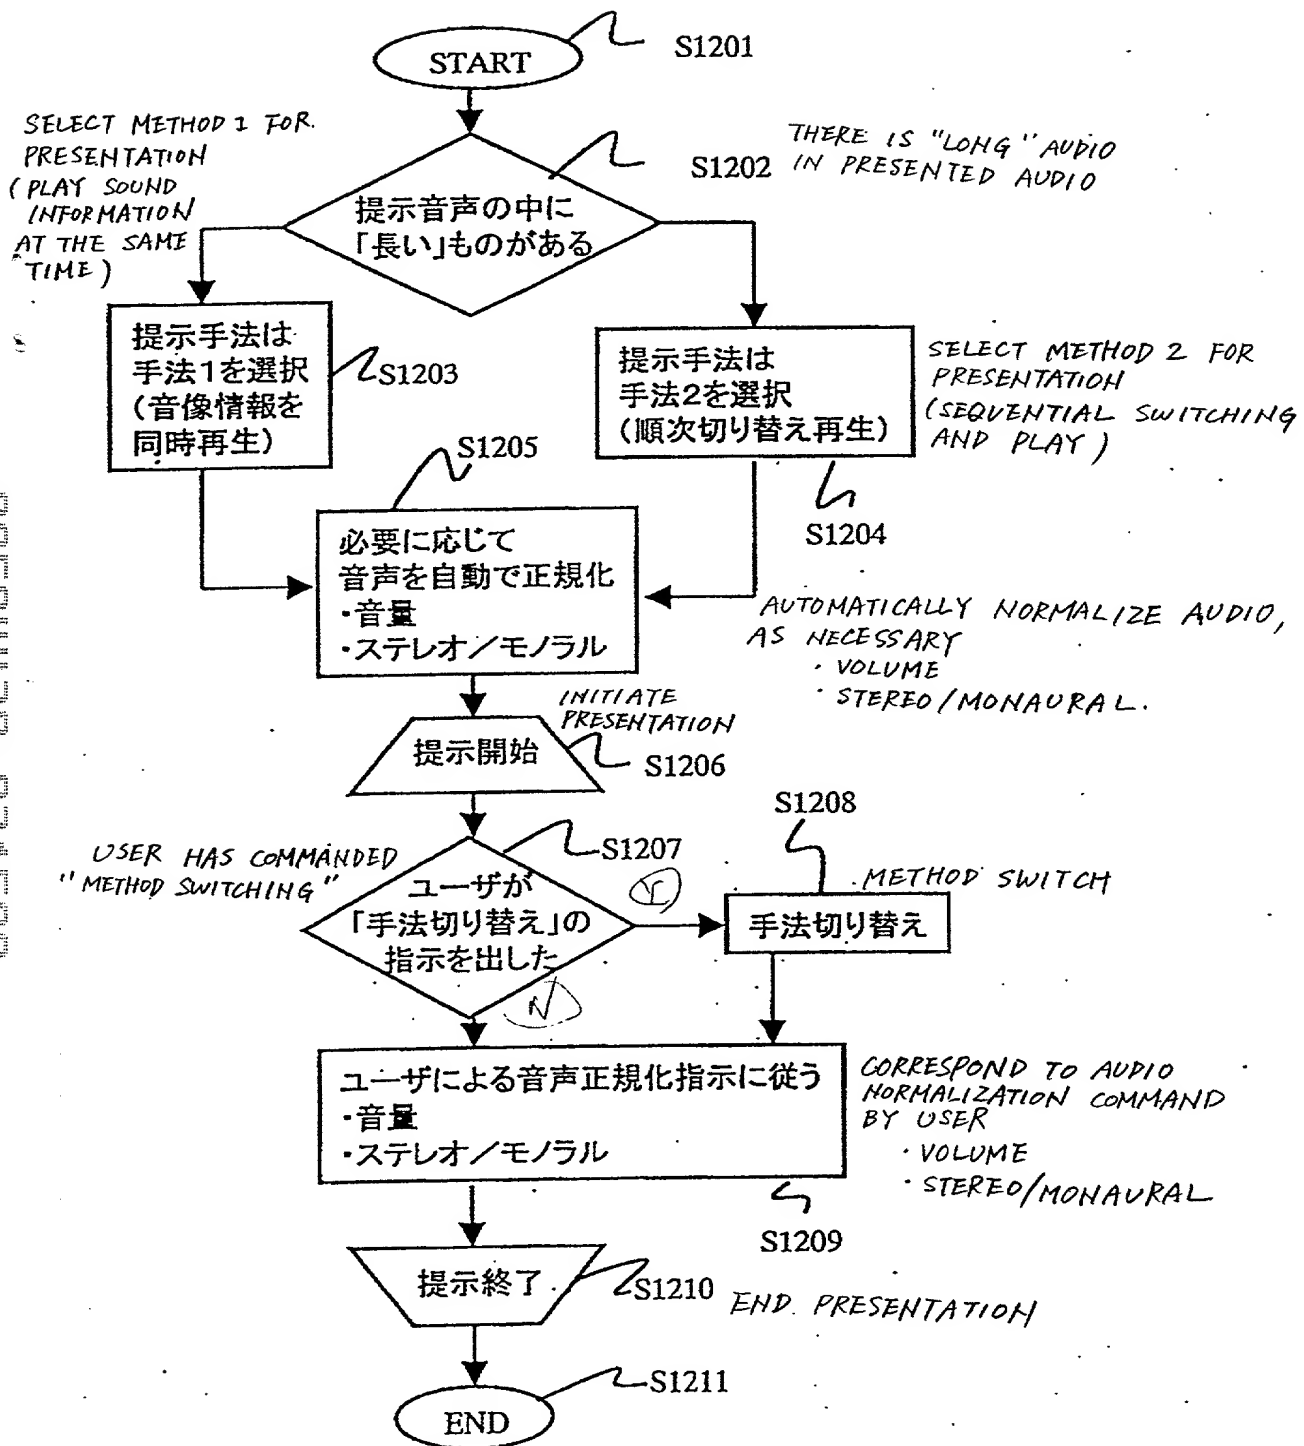 START
S1201
SELECT METHOD 1 FOR.
PRESENTATION
(PLAY SOUND
INFORMATION
AT THE SAME
TIME)
S1202
THERE IS "LONG" AUDIO
IN PRESENTED AUDIO
提示音声の中に
「長い」ものがある
提示手法は
手法1を選択
(音像情報を
同時再生)
S1203
提示手法は
手法2を選択
(順次切り替え再生)
SELECT METHOD 2 FOR
PRESENTATION
(SEQUENTIAL SWITCHING
AND PLAY)
S1204
S1205
必要に応じて
音声を自動で正規化
・音量
・ステレオ/モノラル
AUTOMATICALLY NORMALIZE AUDIO,
AS NECESSARY
・VOLUME
・STEREO/MONAURAL.
INITIATE
PRESENTATION
提示開始
S1206
USER HAS COMMANDED
"METHOD SWITCHING"
S1207
ユーザが
「手法切り替え」の
指示を出した
Y
N
S1208
METHOD SWITCH
手法切り替え
ユーザによる音声正規化指示に従う
・音量
・ステレオ/モノラル
CORRESPOND TO AUDIO
NORMALIZATION COMMAND
BY USER
・VOLUME
・STEREO/MONAURAL
S1209
提示終了
S1210
END. PRESENTATION
S1211
END